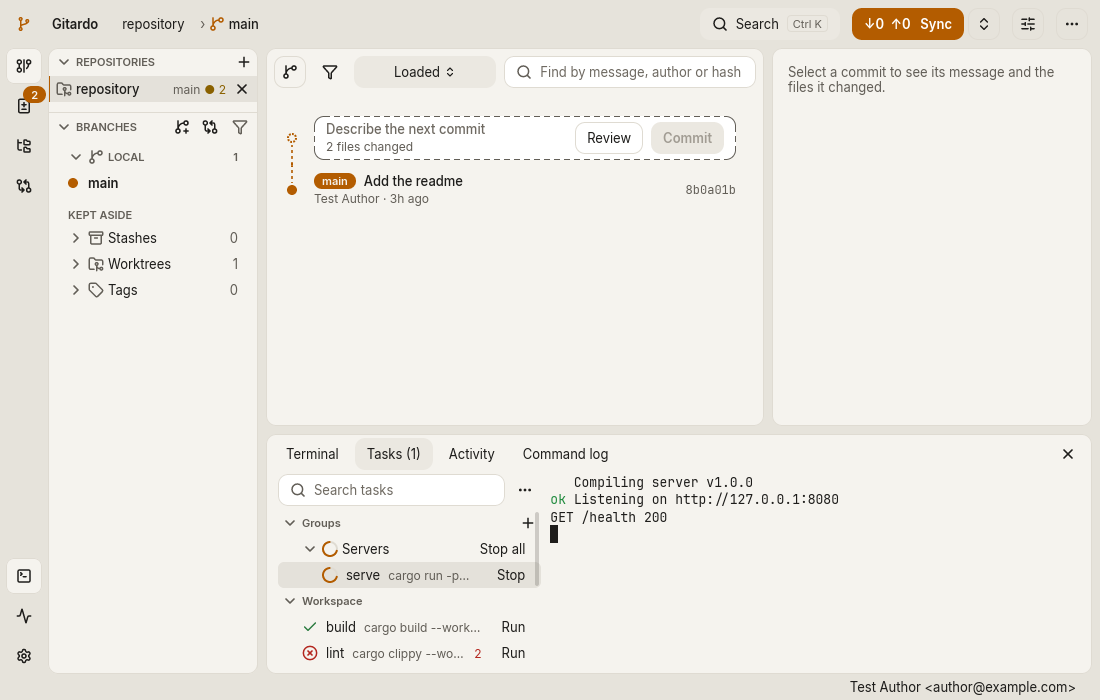 Gitardo
repository
main
Search
Ctrl K
↓0 ↑0 Sync
REPOSITORIES
repository
main
2
2
BRANCHES
LOCAL
1
main
KEPT ASIDE
Stashes
0
Worktrees
1
Tags
0
Loaded
Find by message, author or hash
Describe the next commit
2 files changed
Review
Commit
main
Add the readme
8b0a01b
Test Author · 3h ago
Select a commit to see its message and the
files it changed.
Terminal
Tasks (1)
Activity
Command log
Search tasks
Groups
Servers
Stop all
serve
cargo run -p…
Stop
Workspace
build
cargo build --work…
Run
lint
cargo clippy --wo…
2
Run
Compiling server v1.0.0
ok Listening on http://127.0.0.1:8080
GET /health 200
Test Author <author@example.com>